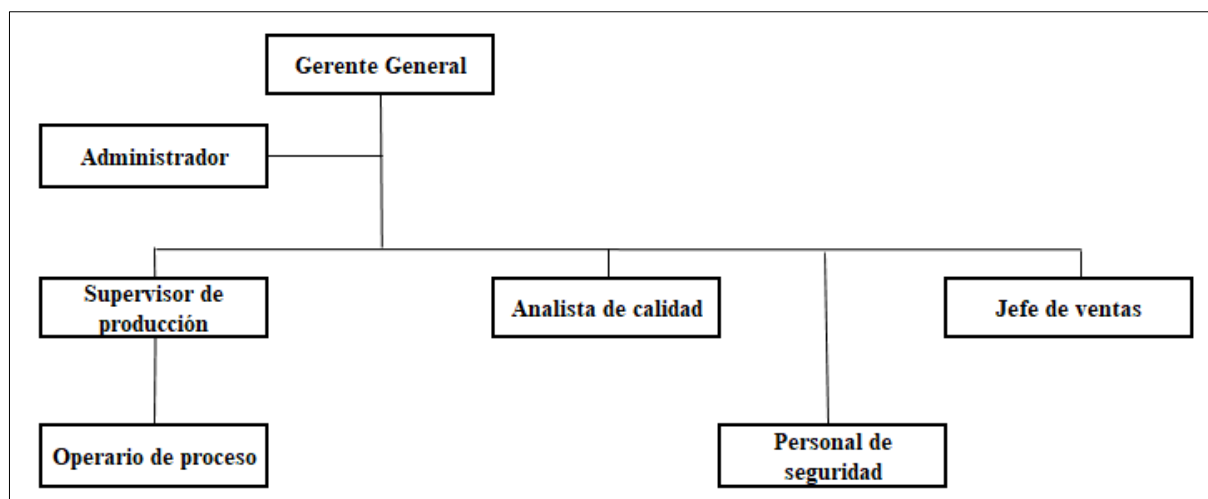 Gerente General
Administrador
Supervisor de
producción
Analista de calidad
Jefe de ventas
Operario de proceso
Personal de
seguridad